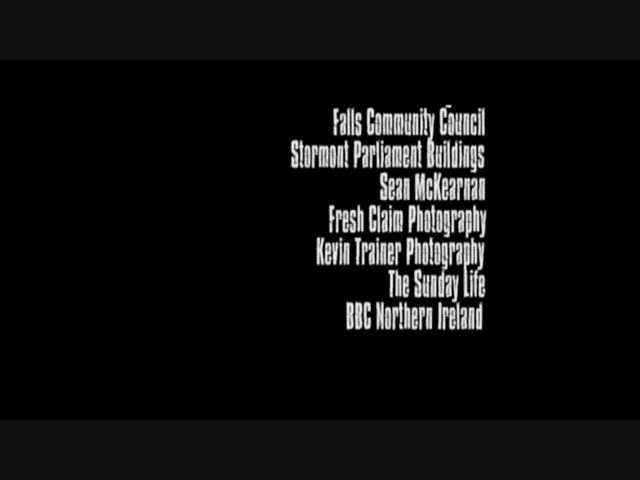 Falls Community Council
Stormont Parliament Buildings
Sean McKearnan
Fresh Claim Photography
Kevin Trainer Photography
The Sunday Life
BBC Northern Ireland